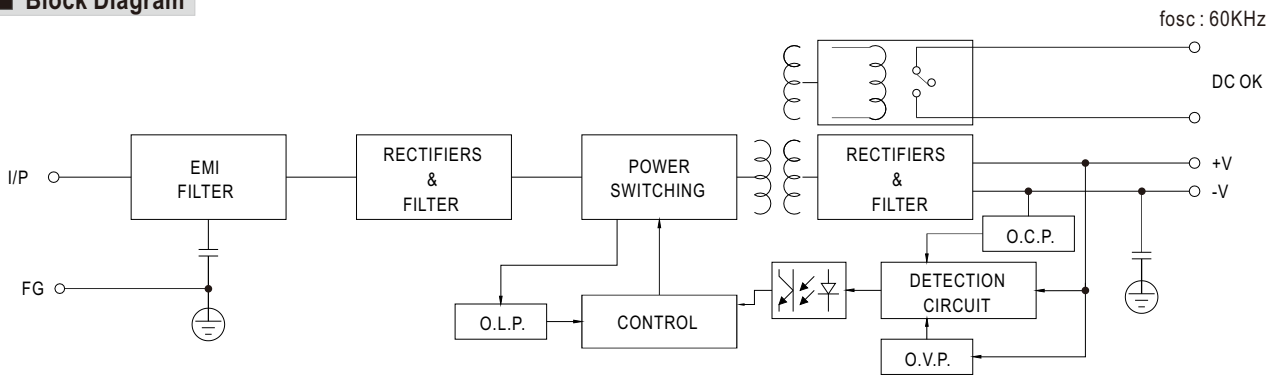 Block Diagram
fosc : 60KHz
DC OK
I/P
EMI
FILTER
RECTIFIERS
&
FILTER
POWER
SWITCHING
RECTIFIERS
&
FILTER
+V
-V
O.C.P.
FG
O.L.P.
CONTROL
DETECTION
CIRCUIT
O.V.P.